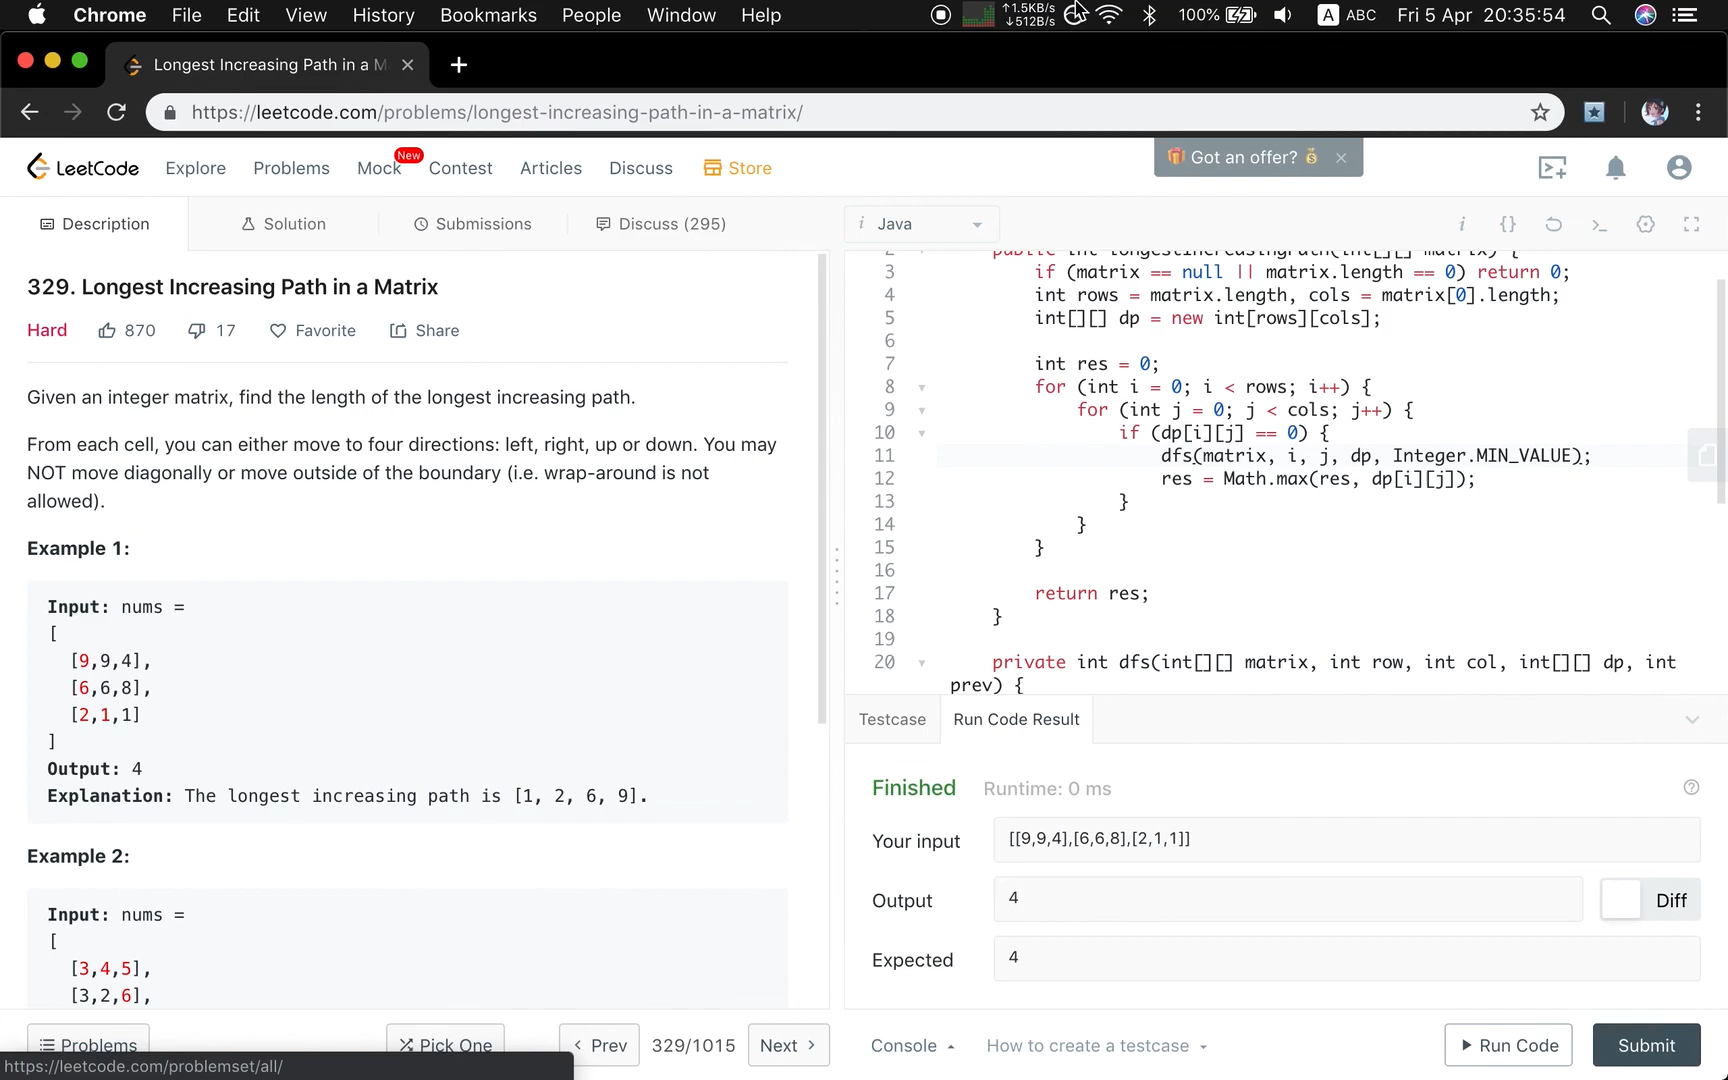 Chrome File Edit View History Bookmarks People Window Help
↑1.5KB/s
↓512B/s
100% A ABC Fri 5 Apr 20:35:54
Longest Increasing Path in a M
https://leetcode.com/problems/longest-increasing-path-in-a-matrix/
LeetCode Explore Problems Mock New Contest Articles Discuss Store
Got an offer?
Description Solution Submissions Discuss (295)
329. Longest Increasing Path in a Matrix
Hard 870 17 Favorite Share
Given an integer matrix, find the length of the longest increasing path.
From each cell, you can either move to four directions: left, right, up or down. You may
NOT move diagonally or move outside of the boundary (i.e. wrap-around is not
allowed).
Example 1:
Input: nums =
[
[9,9,4],
[6,6,8],
[2,1,1]
]
Output: 4
Explanation: The longest increasing path is [1, 2, 6, 9].
Example 2:
Input: nums =
[
[3,4,5],
[3,2,6],
Problems Pick One Prev 329/1015 Next
https://leetcode.com/problemset/all/
i Java
2 public int longestIncreasingPath(int[][] matrix) {
3 if (matrix == null || matrix.length == 0) return 0;
4 int rows = matrix.length, cols = matrix[0].length;
5 int[][] dp = new int[rows][cols];
6
7 int res = 0;
8 for (int i = 0; i < rows; i++) {
9 for (int j = 0; j < cols; j++) {
10 if (dp[i][j] == 0) {
11 dfs(matrix, i, j, dp, Integer.MIN_VALUE);
12 res = Math.max(res, dp[i][j]);
13 }
14 }
15 }
16
17 return res;
18 }
19
20 private int dfs(int[][] matrix, int row, int col, int[][] dp, int
prev) {
Testcase Run Code Result
Finished Runtime: 0 ms
Your input [[9,9,4],[6,6,8],[2,1,1]]
Output 4 Diff
Expected 4
Console How to create a testcase Run Code Submit